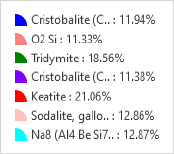 Cristobalite (C.. : 11.94%
O2 Si : 11.33%
Tridymite : 18.56%
Cristobalite (C.. : 11.38%
Keatite : 21.06%
Sodalite, gallo.. : 12.86%
Na8 (Al4 Be Si7.. : 12.87%